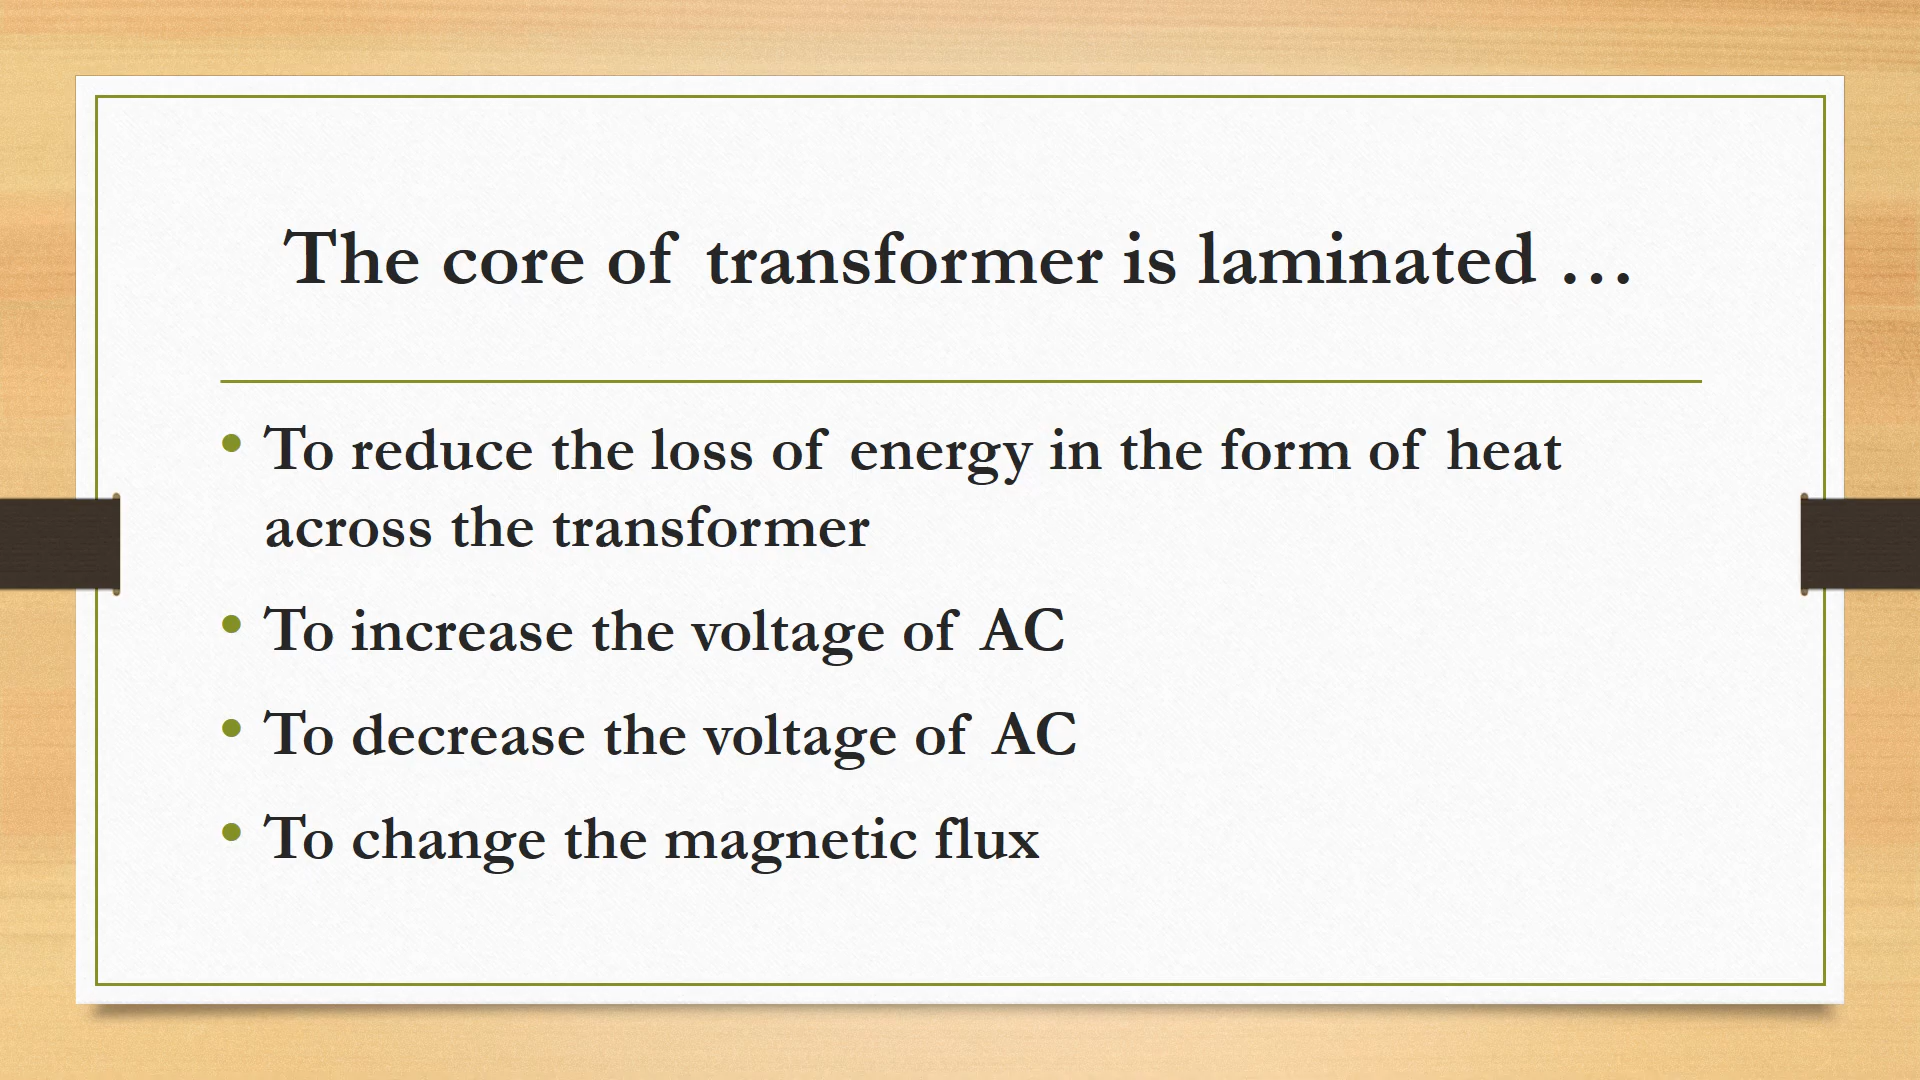 The core of transformer is laminated …
• To reduce the loss of energy in the form of heat
across the transformer
• To increase the voltage of AC
• To decrease the voltage of AC
• To change the magnetic flux